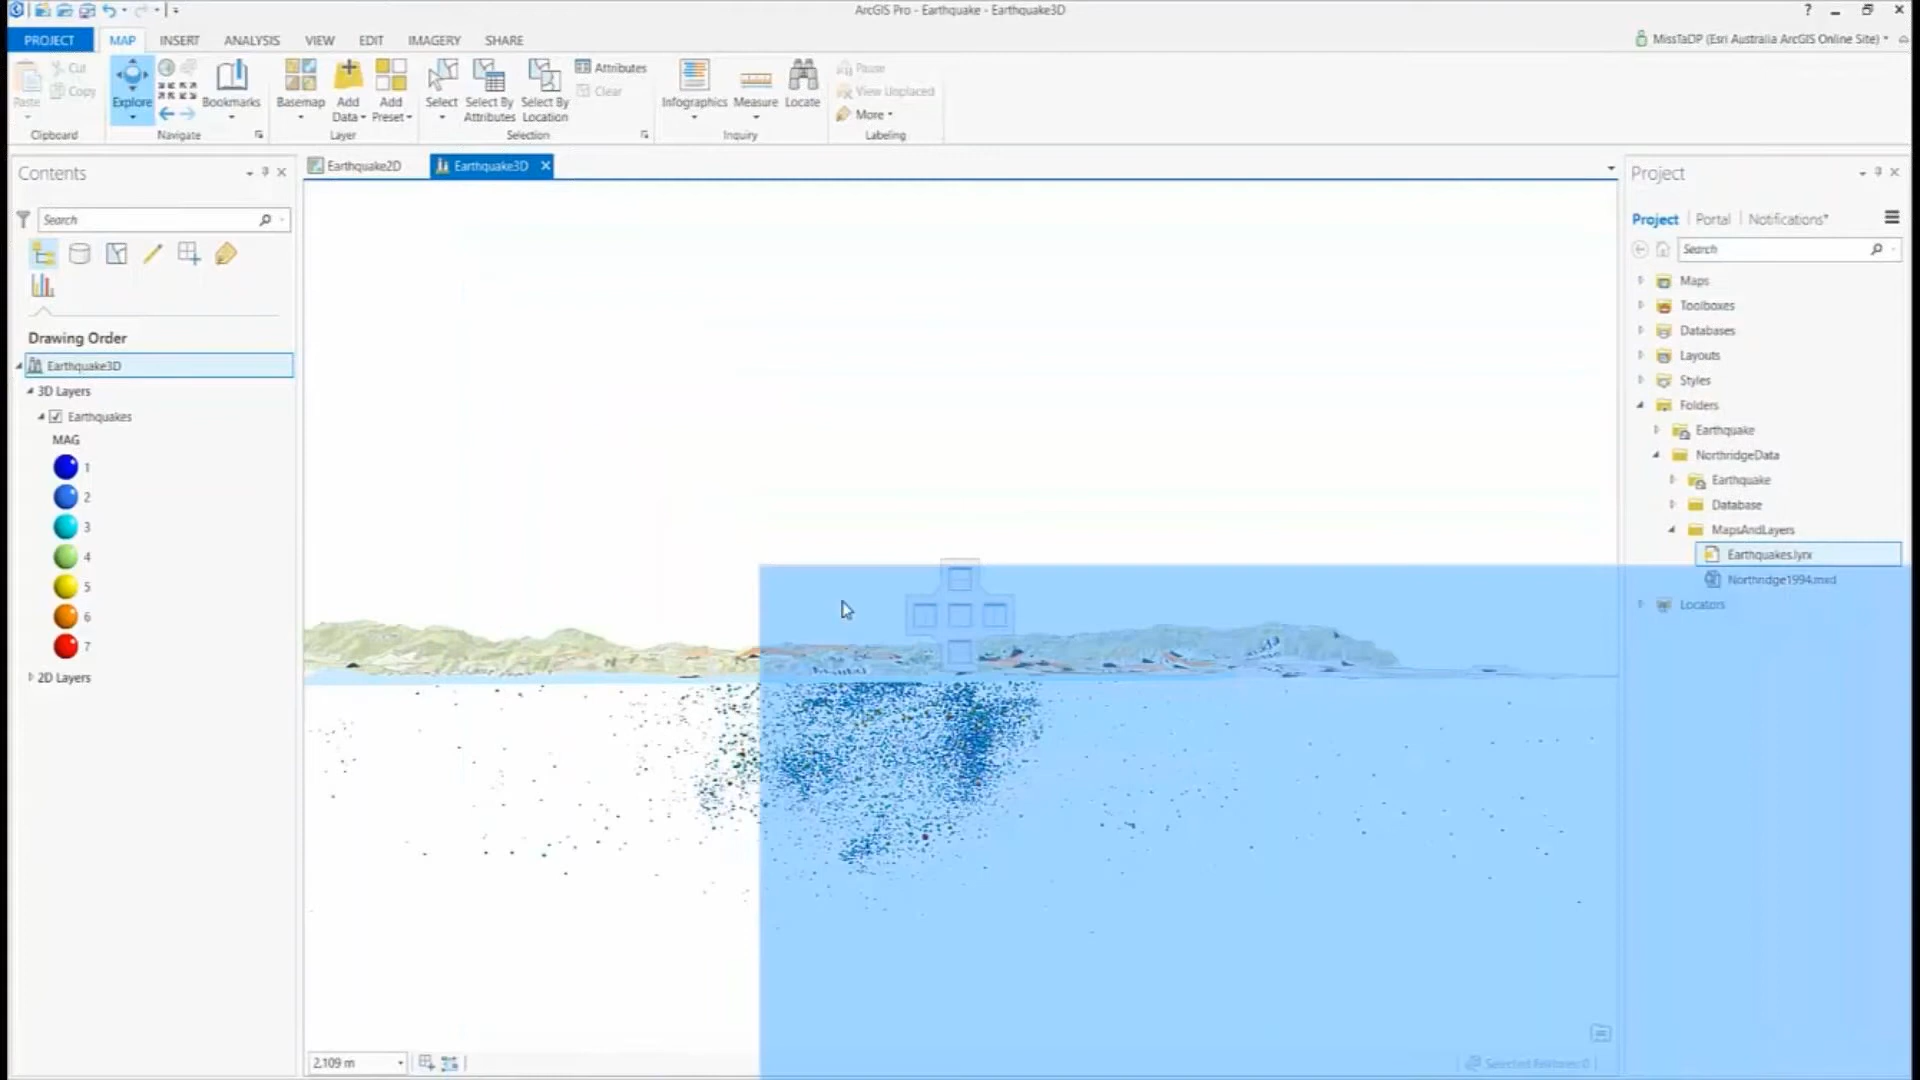 ArcGIS Pro - Earthquake - Earthquake3D
?
PROJECT MAP INSERT ANALYSIS VIEW EDIT IMAGERY SHARE
MissTaDP (Esri Australia ArcGIS Online Site)
Paste
Cut
Copy
Clipboard
Explore
Bookmarks
Navigate
Basemap
Add Data
Add Preset
Layer
Select
Select By Attributes
Select By Location
Attributes
Clear
Selection
Infographics
Measure
Locate
Inquiry
Pause
View Unplaced
More
Labeling
Contents
Search
Drawing Order
Earthquake3D
3D Layers
Earthquakes
MAG
1
2
3
4
5
6
7
2D Layers
Earthquake2D
Earthquake3D
2,109 m
Selected Features: 0
Project
Project | Portal | Notifications*
Search
Maps
Toolboxes
Databases
Layouts
Styles
Folders
Earthquake
NorthridgeData
Earthquake
Database
MapsAndLayers
Earthquakes.lyrx
Northridge1994.mxd
Locators